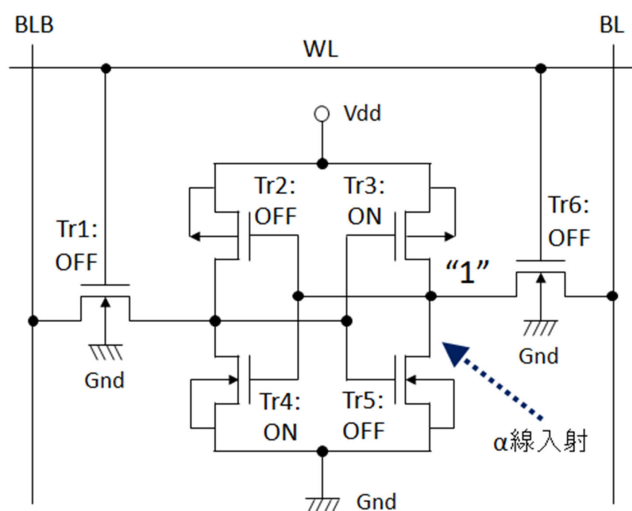 BLB
BL
WL
Vdd
Tr2:
OFF
Tr3:
ON
Tr6:
OFF
Tr1:
OFF
“1”
Gnd
Gnd
Tr4:
ON
Tr5:
OFF
α線入射
Gnd